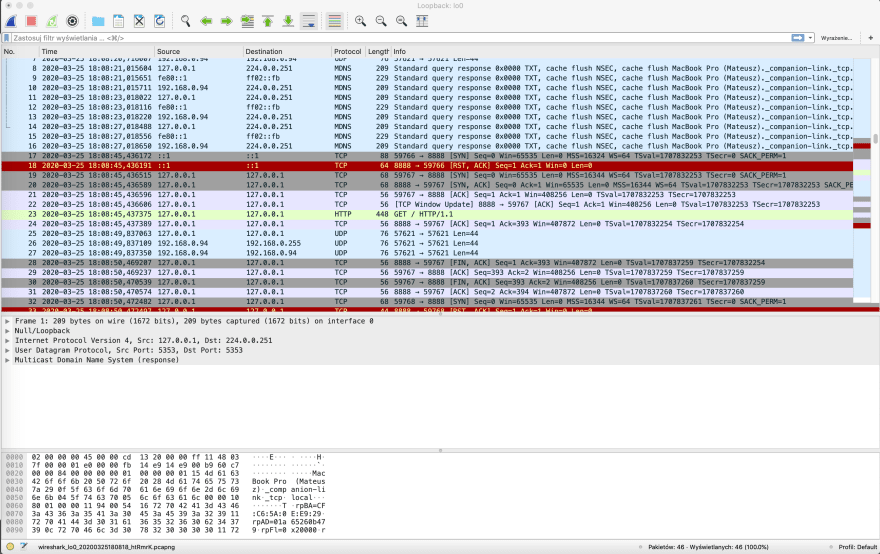 Loopback: lo0
Zastosuj filtr wyświetlania ... <⌘/>
Wyrażenie... +
No. Time Source Destination Protocol Length Info
7 2020-03-25 18:08:20,716007 192.168.0.94 192.168.0.94 UDP 76 57621 → 57621 Len=44
8 2020-03-25 18:08:21,015604 127.0.0.1 224.0.0.251 MDNS 209 Standard query response 0x0000 TXT, cache flush NSEC, cache flush MacBook Pro (Mateusz)._companion-link._tcp.
9 2020-03-25 18:08:21,015651 fe80::1 ff02::fb MDNS 229 Standard query response 0x0000 TXT, cache flush NSEC, cache flush MacBook Pro (Mateusz)._companion-link._tcp.
10 2020-03-25 18:08:21,015711 192.168.0.94 224.0.0.251 MDNS 209 Standard query response 0x0000 TXT, cache flush NSEC, cache flush MacBook Pro (Mateusz)._companion-link._tcp.
11 2020-03-25 18:08:23,018022 127.0.0.1 224.0.0.251 MDNS 209 Standard query response 0x0000 TXT, cache flush NSEC, cache flush MacBook Pro (Mateusz)._companion-link._tcp.
12 2020-03-25 18:08:23,018116 fe80::1 ff02::fb MDNS 229 Standard query response 0x0000 TXT, cache flush NSEC, cache flush MacBook Pro (Mateusz)._companion-link._tcp.
13 2020-03-25 18:08:23,018220 192.168.0.94 224.0.0.251 MDNS 209 Standard query response 0x0000 TXT, cache flush NSEC, cache flush MacBook Pro (Mateusz)._companion-link._tcp.
14 2020-03-25 18:08:27,018488 127.0.0.1 224.0.0.251 MDNS 209 Standard query response 0x0000 TXT, cache flush NSEC, cache flush MacBook Pro (Mateusz)._companion-link._tcp.
15 2020-03-25 18:08:27,018556 fe80::1 ff02::fb MDNS 229 Standard query response 0x0000 TXT, cache flush NSEC, cache flush MacBook Pro (Mateusz)._companion-link._tcp.
16 2020-03-25 18:08:27,018650 192.168.0.94 224.0.0.251 MDNS 209 Standard query response 0x0000 TXT, cache flush NSEC, cache flush MacBook Pro (Mateusz)._companion-link._tcp.
17 2020-03-25 18:08:45,436172 ::1 ::1 TCP 88 59766 → 8888 [SYN] Seq=0 Win=65535 Len=0 MSS=16324 WS=64 TSval=1707832253 TSecr=0 SACK_PERM=1
18 2020-03-25 18:08:45,436191 ::1 ::1 TCP 64 8888 → 59766 [RST, ACK] Seq=1 Ack=1 Win=0 Len=0
19 2020-03-25 18:08:45,436515 127.0.0.1 127.0.0.1 TCP 68 59767 → 8888 [SYN] Seq=0 Win=65535 Len=0 MSS=16344 WS=64 TSval=1707832253 TSecr=0 SACK_PERM=1
20 2020-03-25 18:08:45,436589 127.0.0.1 127.0.0.1 TCP 68 8888 → 59767 [SYN, ACK] Seq=0 Ack=1 Win=65535 Len=0 MSS=16344 WS=64 TSval=1707832253 TSecr=1707832253 SACK_PE
21 2020-03-25 18:08:45,436596 127.0.0.1 127.0.0.1 TCP 56 59767 → 8888 [ACK] Seq=1 Ack=1 Win=408256 Len=0 TSval=1707832253 TSecr=1707832253
22 2020-03-25 18:08:45,436606 127.0.0.1 127.0.0.1 TCP 56 [TCP Window Update] 8888 → 59767 [ACK] Seq=1 Ack=1 Win=408256 Len=0 TSval=1707832253 TSecr=1707832253
23 2020-03-25 18:08:45,437375 127.0.0.1 127.0.0.1 HTTP 448 GET / HTTP/1.1
24 2020-03-25 18:08:45,437389 127.0.0.1 127.0.0.1 TCP 56 8888 → 59767 [ACK] Seq=1 Ack=393 Win=407872 Len=0 TSval=1707832254 TSecr=1707832254
25 2020-03-25 18:08:49,837063 127.0.0.1 127.0.0.1 UDP 76 57621 → 57621 Len=44
26 2020-03-25 18:08:49,837109 192.168.0.94 192.168.0.255 UDP 76 57621 → 57621 Len=44
27 2020-03-25 18:08:49,837350 192.168.0.94 192.168.0.94 UDP 76 57621 → 57621 Len=44
28 2020-03-25 18:08:50,469207 127.0.0.1 127.0.0.1 TCP 56 8888 → 59767 [FIN, ACK] Seq=1 Ack=393 Win=407872 Len=0 TSval=1707837259 TSecr=1707832254
29 2020-03-25 18:08:50,469237 127.0.0.1 127.0.0.1 TCP 56 59767 → 8888 [ACK] Seq=393 Ack=2 Win=408256 Len=0 TSval=1707837259 TSecr=1707837259
30 2020-03-25 18:08:50,470539 127.0.0.1 127.0.0.1 TCP 56 59767 → 8888 [FIN, ACK] Seq=393 Ack=2 Win=408256 Len=0 TSval=1707837260 TSecr=1707837259
31 2020-03-25 18:08:50,470574 127.0.0.1 127.0.0.1 TCP 56 8888 → 59767 [ACK] Seq=2 Ack=394 Win=407872 Len=0 TSval=1707837260 TSecr=1707837260
32 2020-03-25 18:08:50,472482 127.0.0.1 127.0.0.1 TCP 68 59768 → 8888 [SYN] Seq=0 Win=65535 Len=0 MSS=16344 WS=64 TSval=1707837261 TSecr=0 SACK_PERM=1
Frame 1: 209 bytes on wire (1672 bits), 209 bytes captured (1672 bits) on interface 0
Null/Loopback
Internet Protocol Version 4, Src: 127.0.0.1, Dst: 224.0.0.251
User Datagram Protocol, Src Port: 5353, Dst Port: 5353
Multicast Domain Name System (response)
0000 02 00 00 00 45 00 00 cd 13 20 00 00 ff 11 48 03 ····E··· · ····H·
0010 7f 00 00 01 e0 00 00 fb 14 e9 14 e9 00 b9 60 c7 ········ ······`·
0020 00 00 84 00 00 00 00 01 00 00 00 01 15 4d 61 63 ········ ·····Mac
0030 42 6f 6f 6b 20 50 72 6f 20 28 4d 61 74 65 75 73 Book Pro (Mateus
0040 7a 29 0f 5f 63 6f 6d 70 61 6e 69 6f 6e 2d 6c 69 z)·_comp anion-li
0050 6e 6b 04 5f 74 63 70 05 6c 6f 63 61 6c 00 00 10 nk·_tcp· local···
0060 80 01 00 00 11 94 00 54 16 72 70 42 41 3d 43 46 ·······T ·rpBA=CF
0070 3a 43 36 3a 35 41 3a 30 45 3a 45 39 3a 32 39 11 :C6:5A:0 E:E9:29·
0080 72 70 41 44 3d 30 31 61 36 35 32 36 30 62 34 37 rpAD=01a 65260b47
0090 39 0c 72 70 46 6c 3d 30 78 32 30 30 30 30 11 72 9·rpFl=0 x20000·r
wireshark_lo0_20200325180818_htRmrK.pcapng
Pakietów: 46 · Wyświetlanych: 46 (100.0%)
Profil: Default